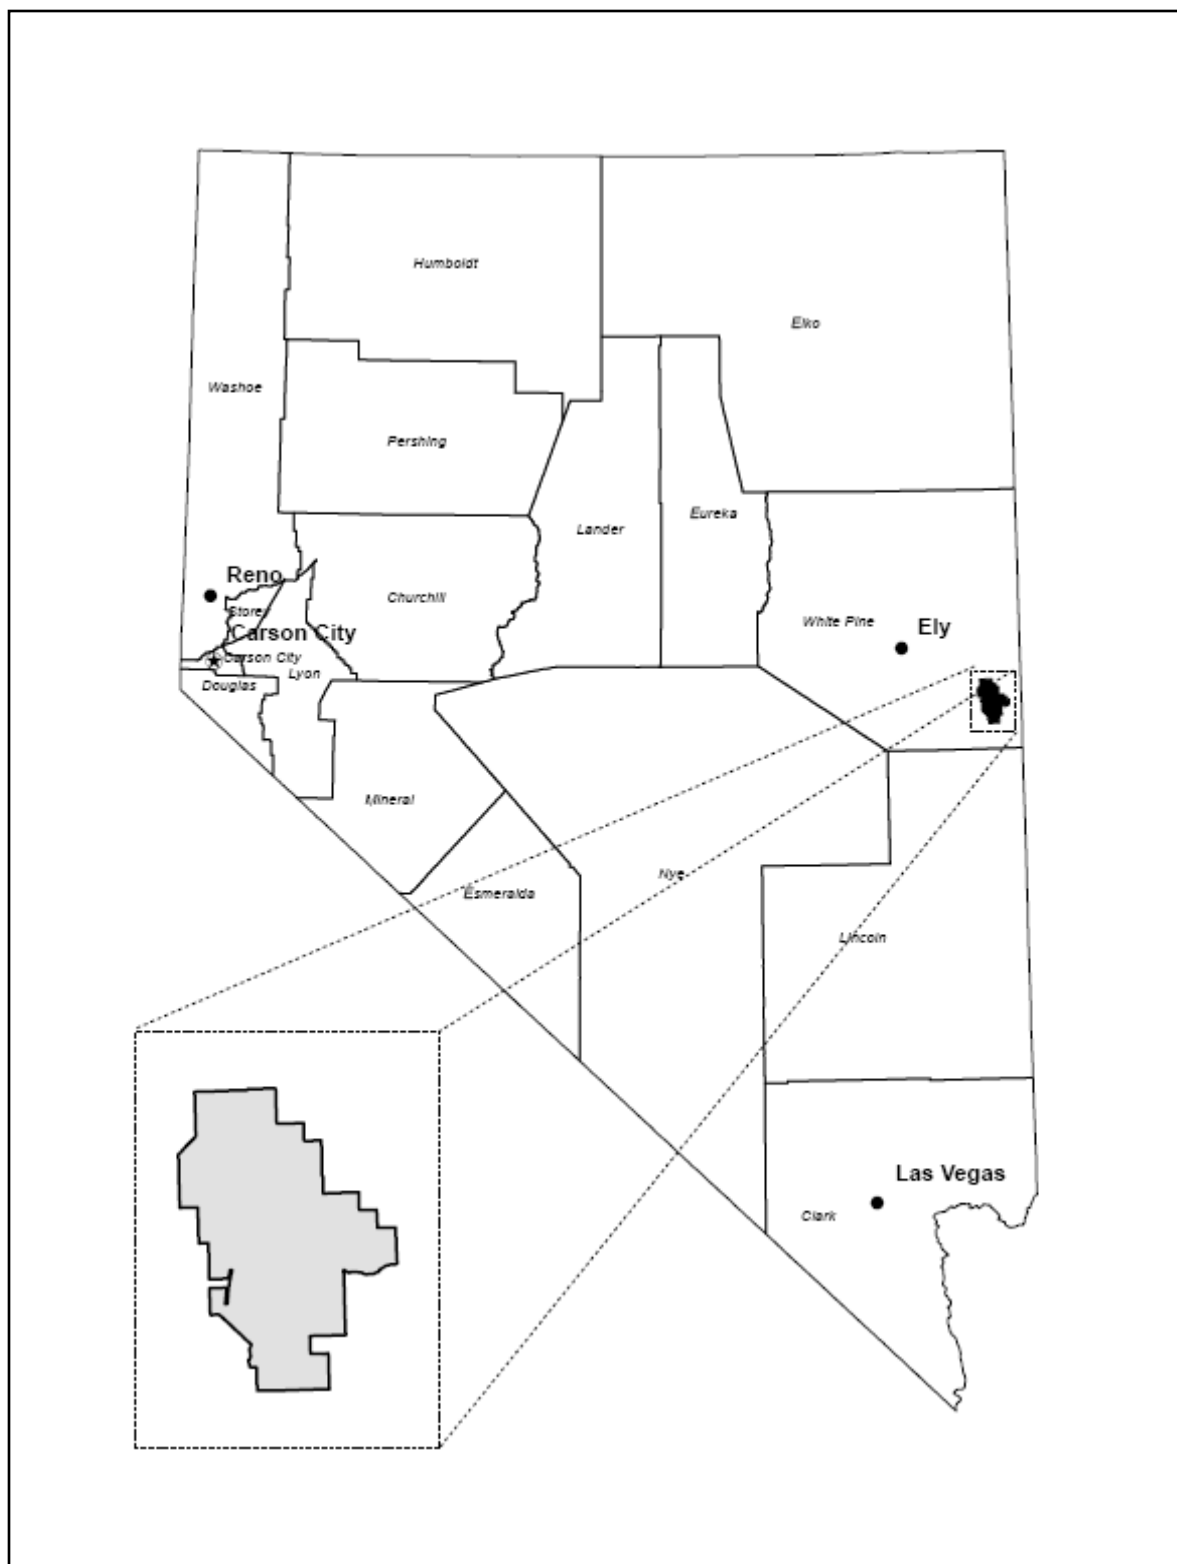 Humboldt
Elko
Washoe
Pershing
Eureka
Lander
Reno
Churchill
Storey
White Pine
Ely
Carson City
Carson City
Lyon
Douglas
Mineral
Nye
Esmeralda
Lincoln
Las Vegas
Clark